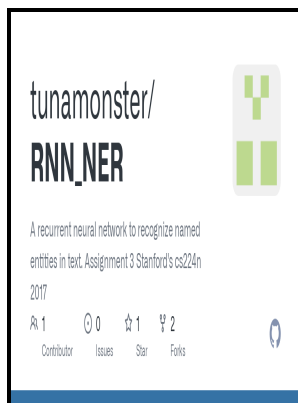 tunamonster/
RNN_NER
A recurrent neural network to recognize named
entities in text. Assignment 3 Stanford's cs224n
2017
1 0 1 2
Contributor Issues Star Forks